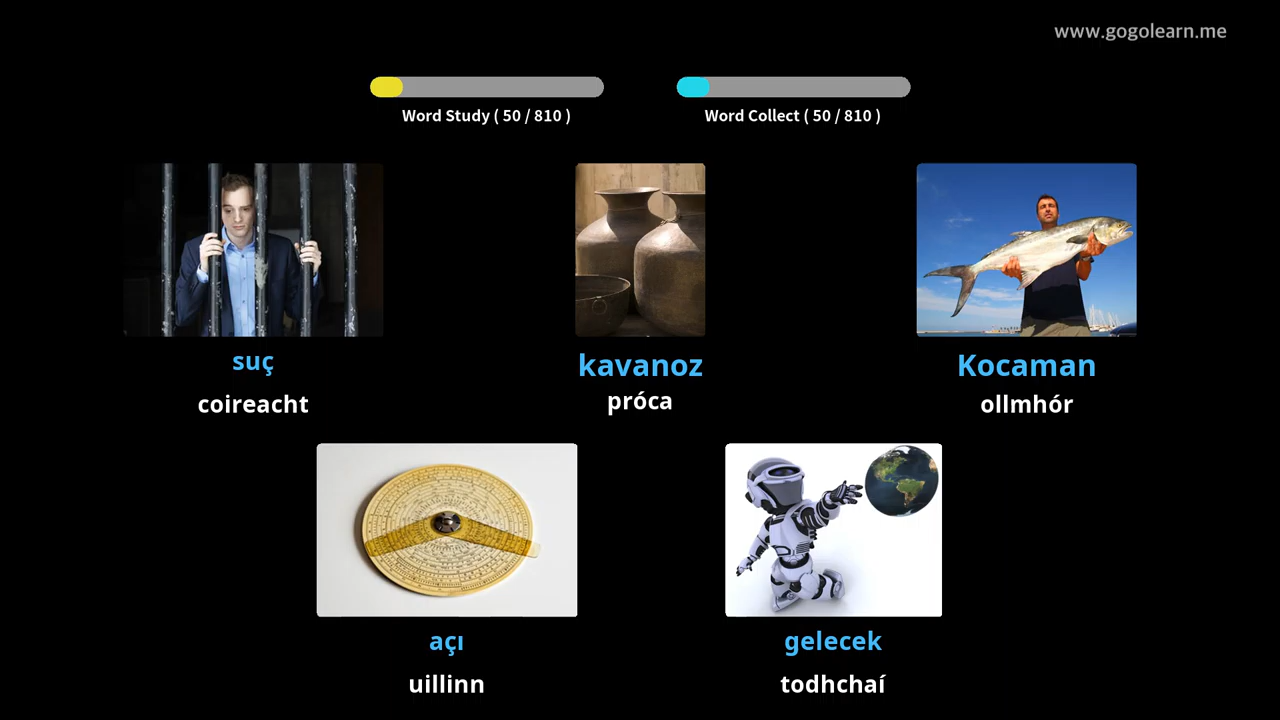 www.gogolearn.me
Word Study ( 50 / 810 )
Word Collect ( 50 / 810 )
suç
coireacht
kavanoz
próca
Kocaman
ollmhór
açı
uillinn
gelecek
todhchaí